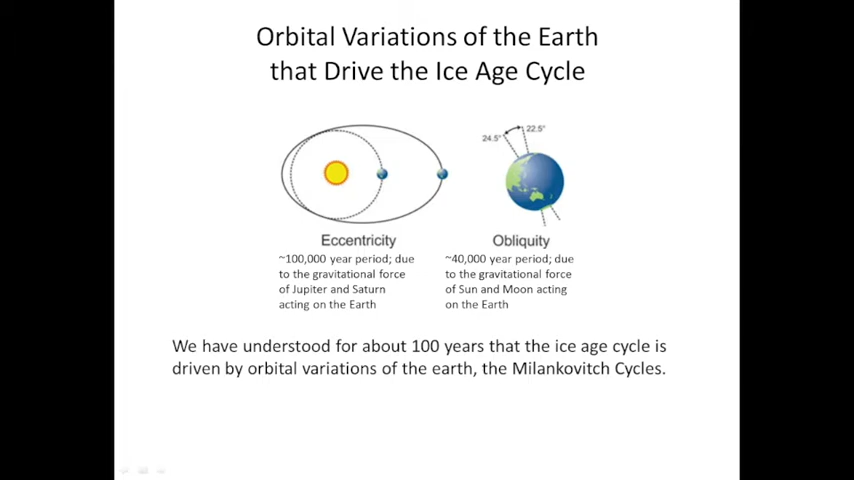 Orbital Variations of the Earth
that Drive the Ice Age Cycle
24.5°
22.5°
Eccentricity
~100,000 year period; due
to the gravitational force
of Jupiter and Saturn
acting on the Earth
Obliquity
~40,000 year period; due
to the gravitational force
of Sun and Moon acting
on the Earth
We have understood for about 100 years that the ice age cycle is
driven by orbital variations of the earth, the Milankovitch Cycles.